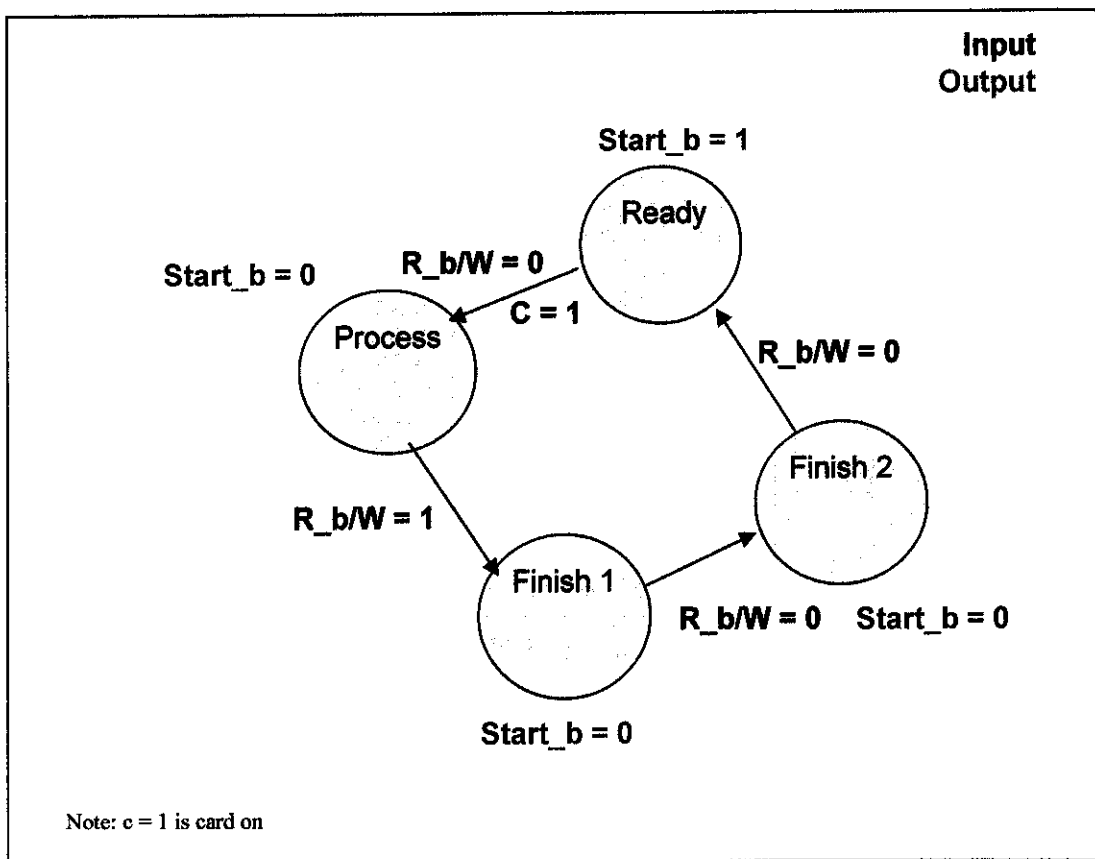 Input
Output
Start_b = 1
Ready
R_b/W = 0
C = 1
Start_b = 0
Process
R_b/W = 0
Finish 2
R_b/W = 1
Finish 1
R_b/W = 0
Start_b = 0
Start_b = 0
Note: c = 1 is card on